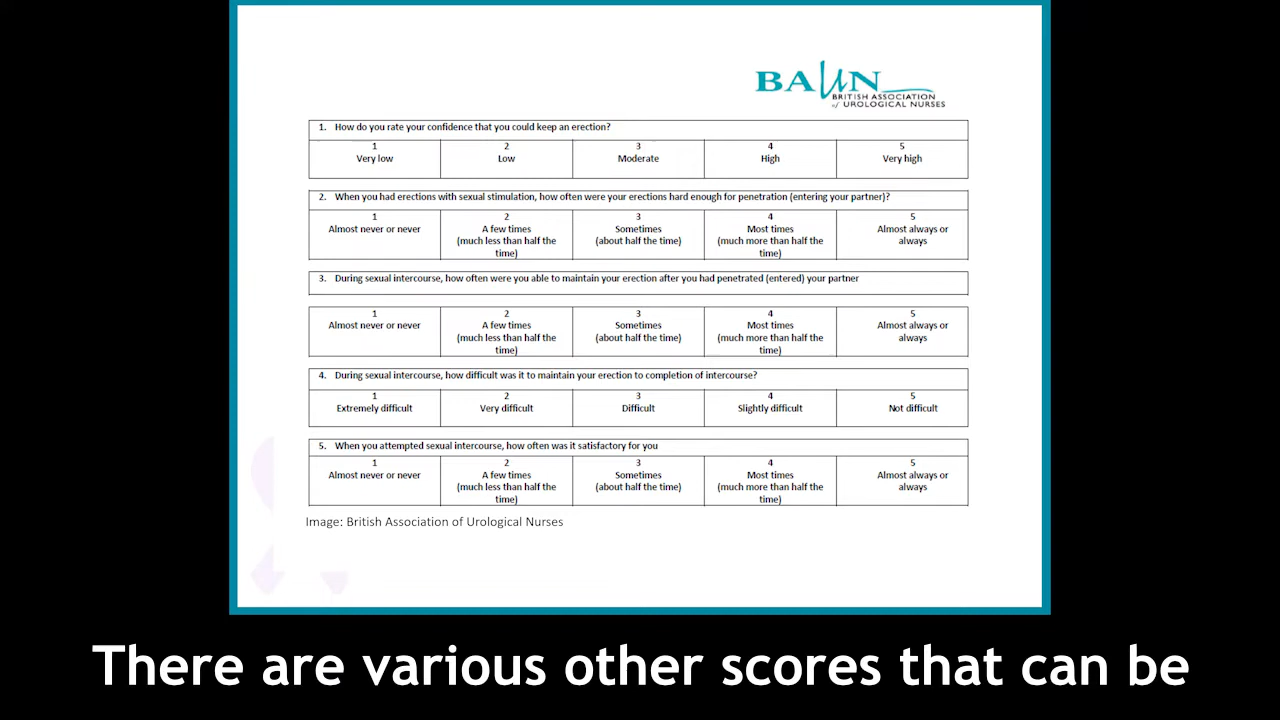 BAUN
BRITISH ASSOCIATION
of UROLOGICAL NURSES
1. How do you rate your confidence that you could keep an erection?
1 2 3 4 5
Very low Low Moderate High Very high
2. When you had erections with sexual stimulation, how often were your erections hard enough for penetration (entering your partner)?
1 2 3 4 5
Almost never or never A few times Sometimes Most times Almost always or
(much less than half the (about half the time) (much more than half the always
time) time)
3. During sexual intercourse, how often were you able to maintain your erection after you had penetrated (entered) your partner
1 2 3 4 5
Almost never or never A few times Sometimes Most times Almost always or
(much less than half the (about half the time) (much more than half the always
time) time)
4. During sexual intercourse, how difficult was it to maintain your erection to completion of intercourse?
1 2 3 4 5
Extremely difficult Very difficult Difficult Slightly difficult Not difficult
5. When you attempted sexual intercourse, how often was it satisfactory for you
1 2 3 4 5
Almost never or never A few times Sometimes Most times Almost always or
(much less than half the (about half the time) (much more than half the always
time) time)
Image: British Association of Urological Nurses
There are various other scores that can be